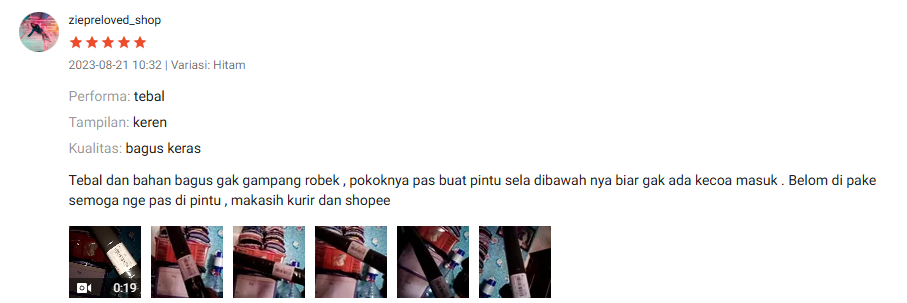 ziepreloved_shop
2023-08-21 10:32 | Variasi: Hitam
Performa: tebal
Tampilan: keren
Kualitas: bagus keras
Tebal dan bahan bagus gak gampang robek , pokoknya pas buat pintu sela dibawah nya biar gak ada kecoa masuk . Belom di pake
semoga nge pas di pintu , makasih kurir dan shopee
0:19